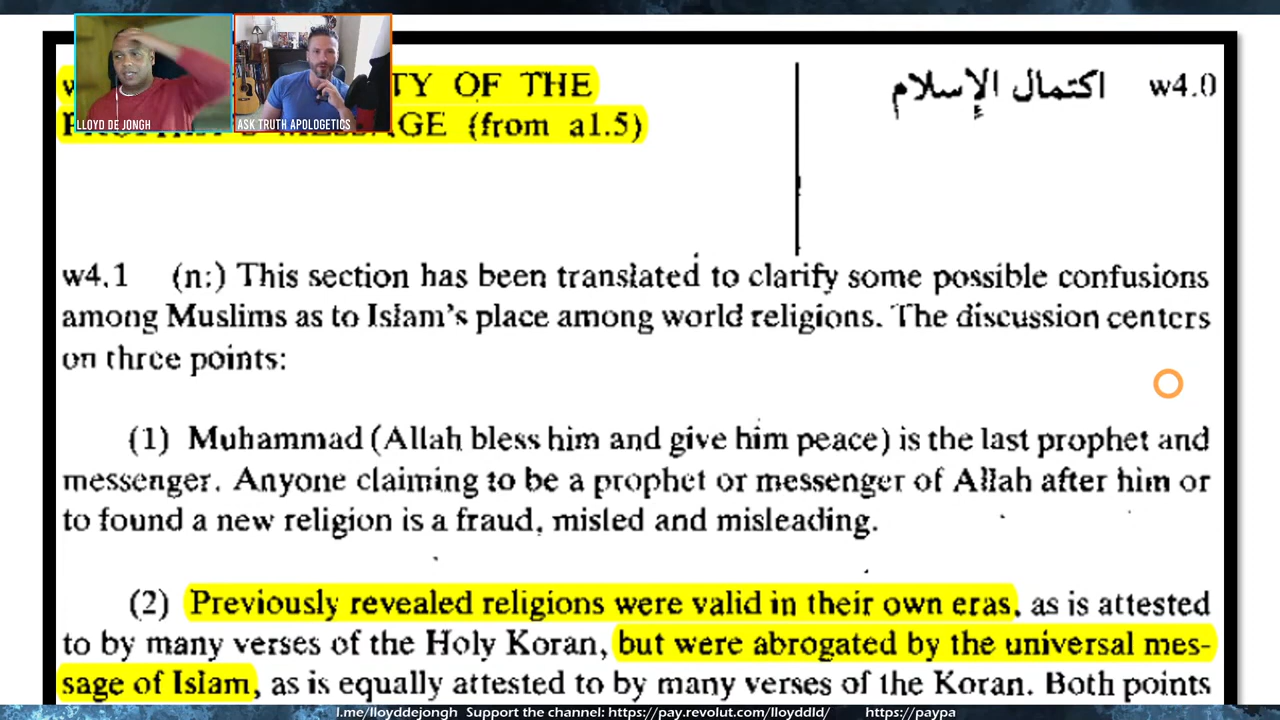 LLOYD DE JONGH
ASK TRUTH APOLOGETICS
TY OF THE
AGE (from a1.5)
اكتمال الإسلام w4.0
w4.1 (n:) This section has been translated to clarify some possible confusions
among Muslims as to Islam's place among world religions. The discussion centers
on three points:
(1) Muhammad (Allah bless him and give him peace) is the last prophet and
messenger. Anyone claiming to be a prophet or messenger of Allah after him or
to found a new religion is a fraud, misled and misleading.
(2) Previously revealed religions were valid in their own eras, as is attested
to by many verses of the Holy Koran, but were abrogated by the universal mes-
sage of Islam, as is equally attested to by many verses of the Koran. Both points
l.me/lloyddejongh Support the channel: https://pay.revolut.com/lloyddld/ https://paypa